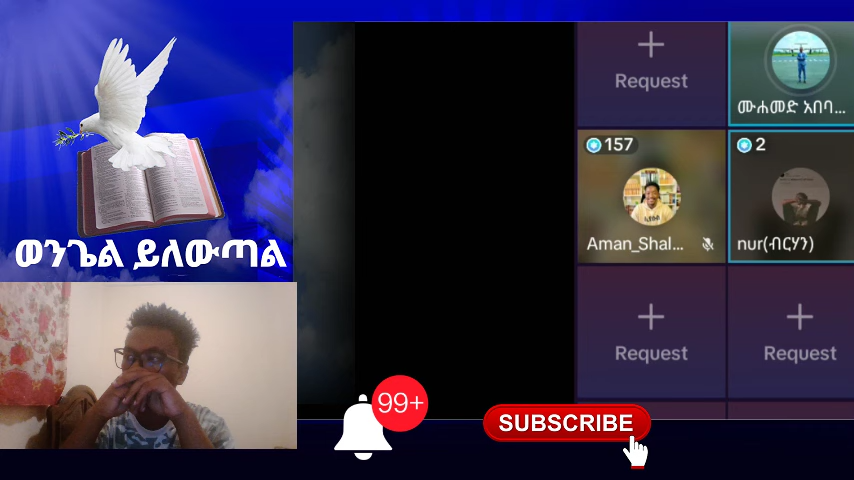 Request
ሙሐመድ አበባ...
157
2
Aman_Shal...
nur(ብርሃን)
ወንጌል ይለውጣል
Request
Request
99+
SUBSCRIBE